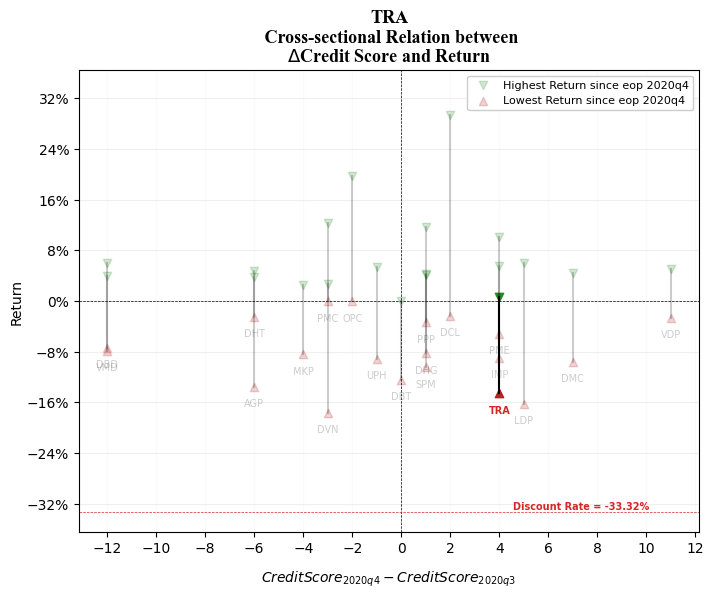 TRA
Cross-sectional Relation between
ΔCredit Score and Return
Highest Return since eop 2020q4
Lowest Return since eop 2020q4
Return
32%
24%
16%
8%
0%
−8%
−16%
−24%
−32%
PMC
OPC
DHT
DCL
VDP
PPP
PME
MKP
UPH
IMP
DMC
SPM
DBT
AGP
TRA
LDP
DVN
VMD
Discount Rate = -33.32%
−12
−10
−8
−6
−4
−2
0
2
4
6
8
10
12
CreditScore2020q4 − CreditScore2020q3